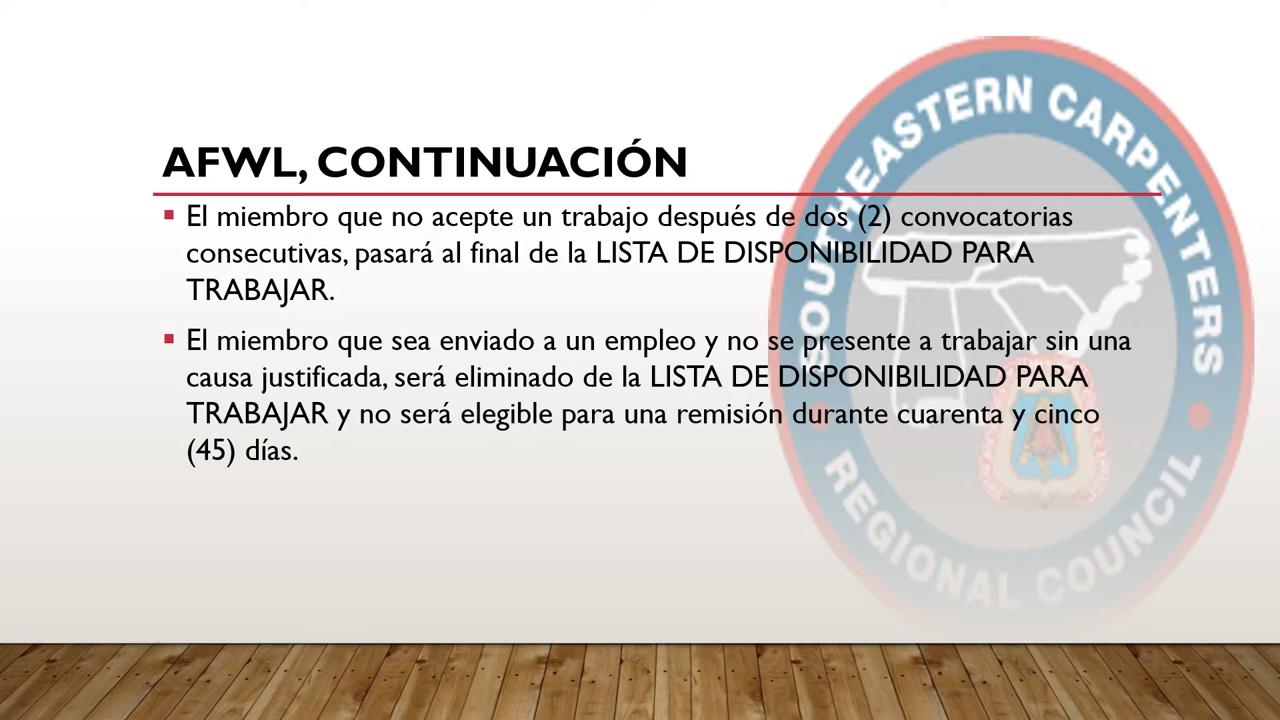 AFWL, CONTINUACIÓN
▪ El miembro que no acepte un trabajo después de dos (2) convocatorias
consecutivas, pasará al final de la LISTA DE DISPONIBILIDAD PARA
TRABAJAR.
▪ El miembro que sea enviado a un empleo y no se presente a trabajar sin una
causa justificada, será eliminado de la LISTA DE DISPONIBILIDAD PARA
TRABAJAR y no será elegible para una remisión durante cuarenta y cinco
(45) días.
SOUTHEASTERN CARPENTERS
REGIONAL COUNCIL